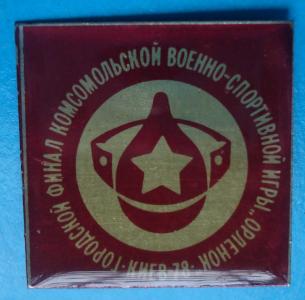 ГОРОДСКОЙ ФИНАЛ КОМСОМОЛЬСКОЙ ВОЕННО-СПОРТИВНОЙ ИГРЫ „ОРЛЕНОК
· КИЕВ-78 ·